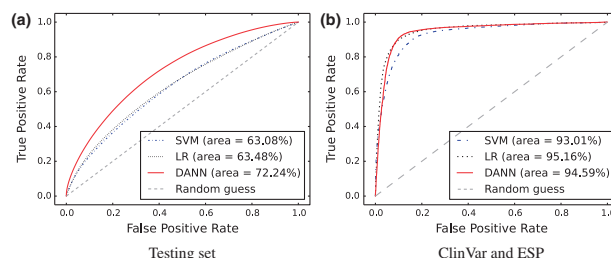 (a)
True Positive Rate
1.0
0.8
0.6
0.4
0.2
0.0
SVM (area = 63.08%)
LR (area = 63.48%)
DANN (area = 72.24%)
Random guess
0.0 0.2 0.4 0.6 0.8 1.0
False Positive Rate
Testing set
(b)
True Positive Rate
1.0
0.8
0.6
0.4
0.2
0.0
SVM (area = 93.01%)
LR (area = 95.16%)
DANN (area = 94.59%)
Random guess
0.0 0.2 0.4 0.6 0.8 1.0
False Positive Rate
ClinVar and ESP